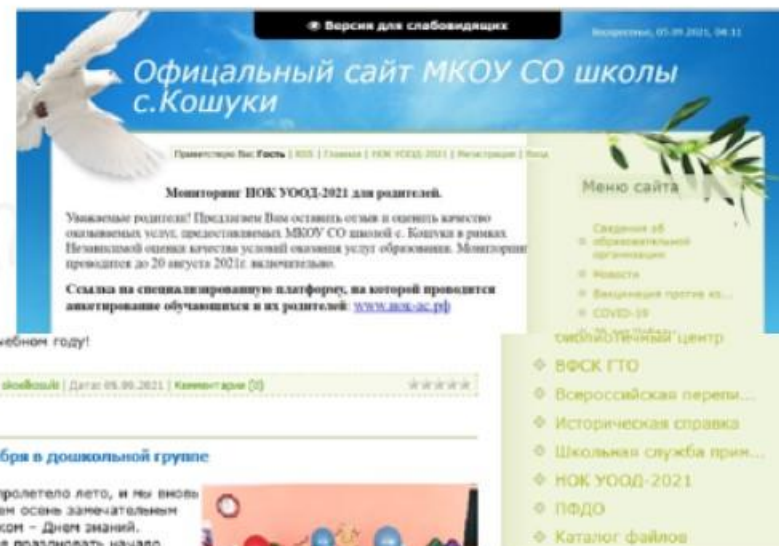 Версия для слабовидящих
Воскресенье, 05.09.2021, 04:11
Офицальный сайт МКОУ СО школы
с.Кошуки
Приветствую Вас Гость | RSS | Главная | НОК УООД-2021 | Регистрация | Вход
Мониторинг НОК УООД-2021 для родителей.
Уважаемые родители! Предлагаем Вам оставить отзыв и оценить качество
оказываемых услуг, предоставляемых МКОУ СО школой с. Кошуки в рамках
Независимой оценки качества условий оказания услуг образования. Мониторинг
проводится до 20 августа 2021г. включительно.
Ссылка на специализированную платформу, на которой проводится
анкетирование обучающихся и их родителей: www.нок-ас.рф
Меню сайта
Сведения об
образовательной
организации
Новости
Вакцинация против ко...
COVID-19
библиотечный центр
ВФСК ГТО
Всероссийская перепи...
Историческая справка
Школьная служба прим...
НОК УООД-2021
ПФДО
Каталог файлов
чебном году!
| Дата: 05.09.2021 | Комментарии (0)
бря в дошкольной группе
пролетело лето, и мы вновь
ем осень замечательным
ком – Днем знаний.